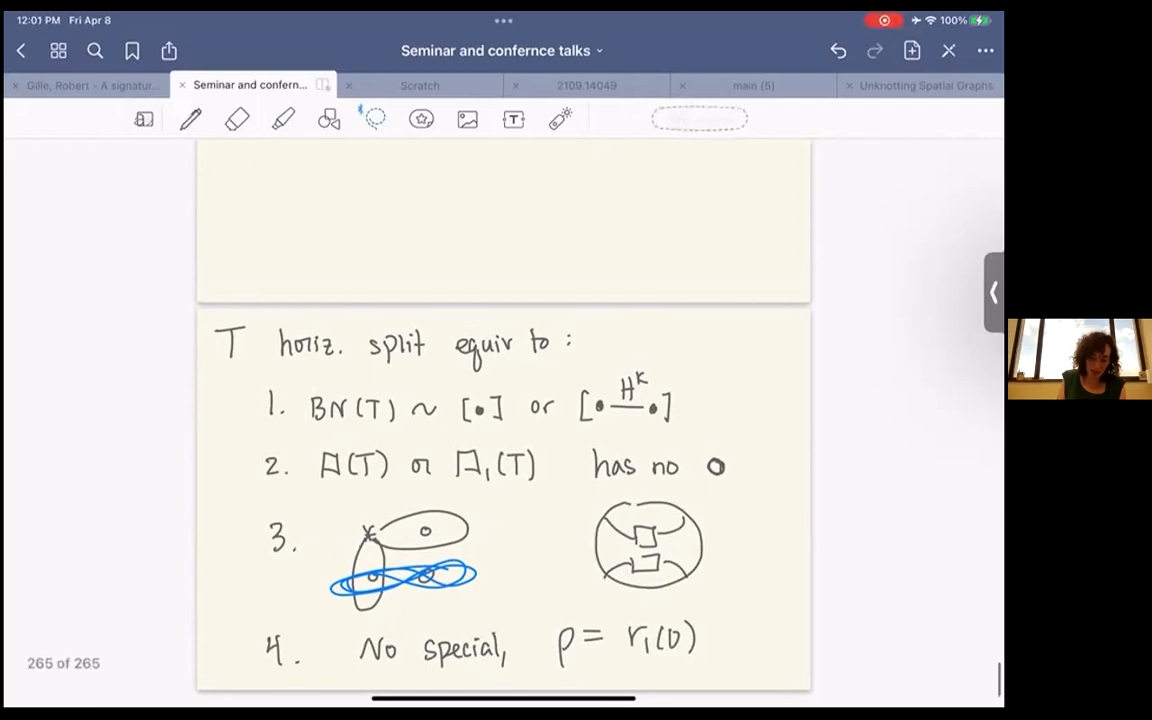 12:01 PM Fri Apr 8
100%
Seminar and confernce talks
Gille, Robert - A signatur...
Seminar and confern...
Scratch
2109.14049
main (5)
Unknotting Spatial Graphs
T horiz. split equiv to:
1. BN(T) ~ [•] or [• H^K •]
2. Д(T) or Д₁(T) has no o
3.
4. No special, ρ = r₁(0)
265 of 265